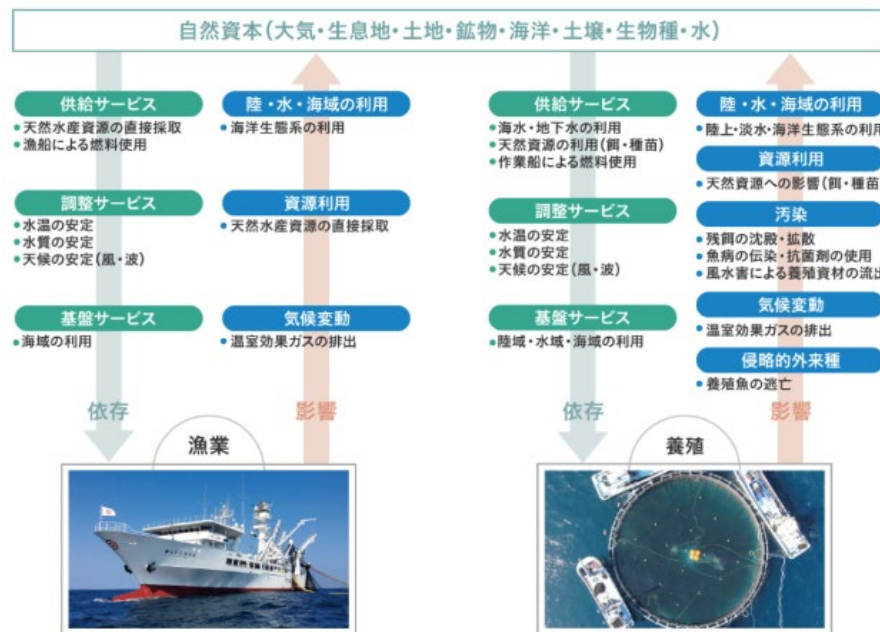 自然資本(大気・生息地・土地・鉱物・海洋・土壌・生物種・水)
供給サービス
•天然水産資源の直接採取
•漁船による燃料使用
調整サービス
•水温の安定
•水質の安定
•天候の安定(風・波)
基盤サービス
•海域の利用
依存
陸・水・海域の利用
•海洋生態系の利用
資源利用
•天然水産資源の直接採取
気候変動
•温室効果ガスの排出
影響
漁業
供給サービス
•海水・地下水の利用
•天然資源の利用(餌・種苗)
•作業船による燃料使用
調整サービス
•水温の安定
•水質の安定
•天候の安定(風・波)
基盤サービス
•陸域・水域・海域の利用
依存
陸・水・海域の利用
•陸上・淡水・海洋生態系の利用
資源利用
•天然資源への影響(餌・種苗
汚染
•残餌の沈殿・拡散
•魚病の伝染・抗菌剤の使用
•風水害による養殖資材の流出
気候変動
•温室効果ガスの排出
侵略的外来種
•養殖魚の逃亡
影響
養殖